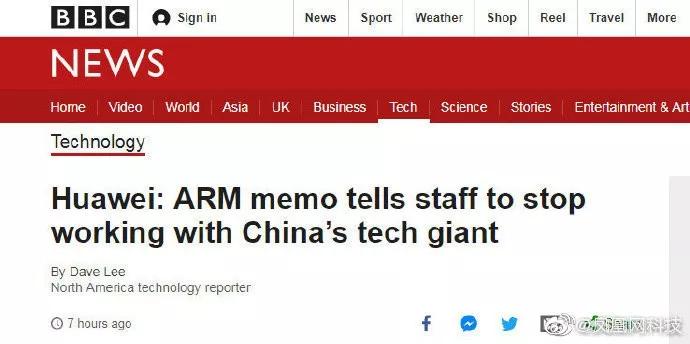 BBC Sign in News Sport Weather Shop Reel Travel More
NEWS
Home Video World Asia UK Business Tech Science Stories Entertainment & Art
Technology
Huawei: ARM memo tells staff to stop
working with China's tech giant
By Dave Lee
North America technology reporter
7 hours ago
@凤凰网科技